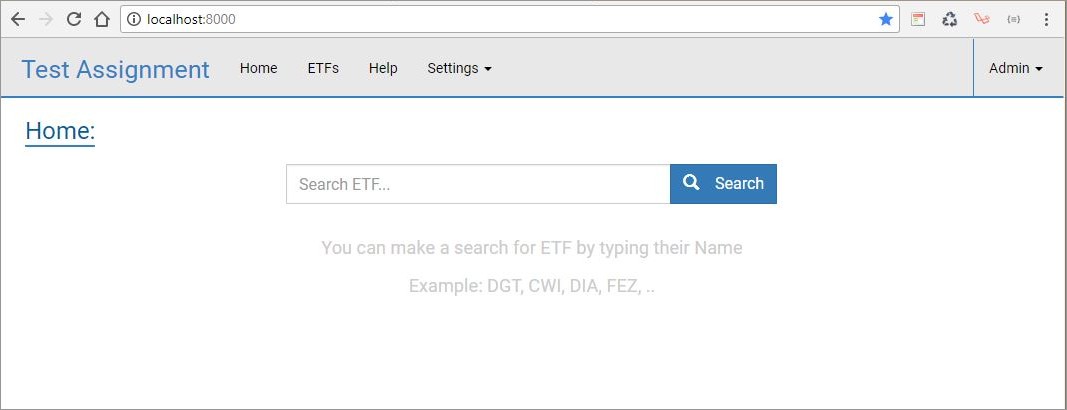 localhost:8000
Test Assignment Home ETFs Help Settings Admin
Home:
Search ETF... Search
You can make a search for ETF by typing their Name
Example: DGT, CWI, DIA, FEZ, ..